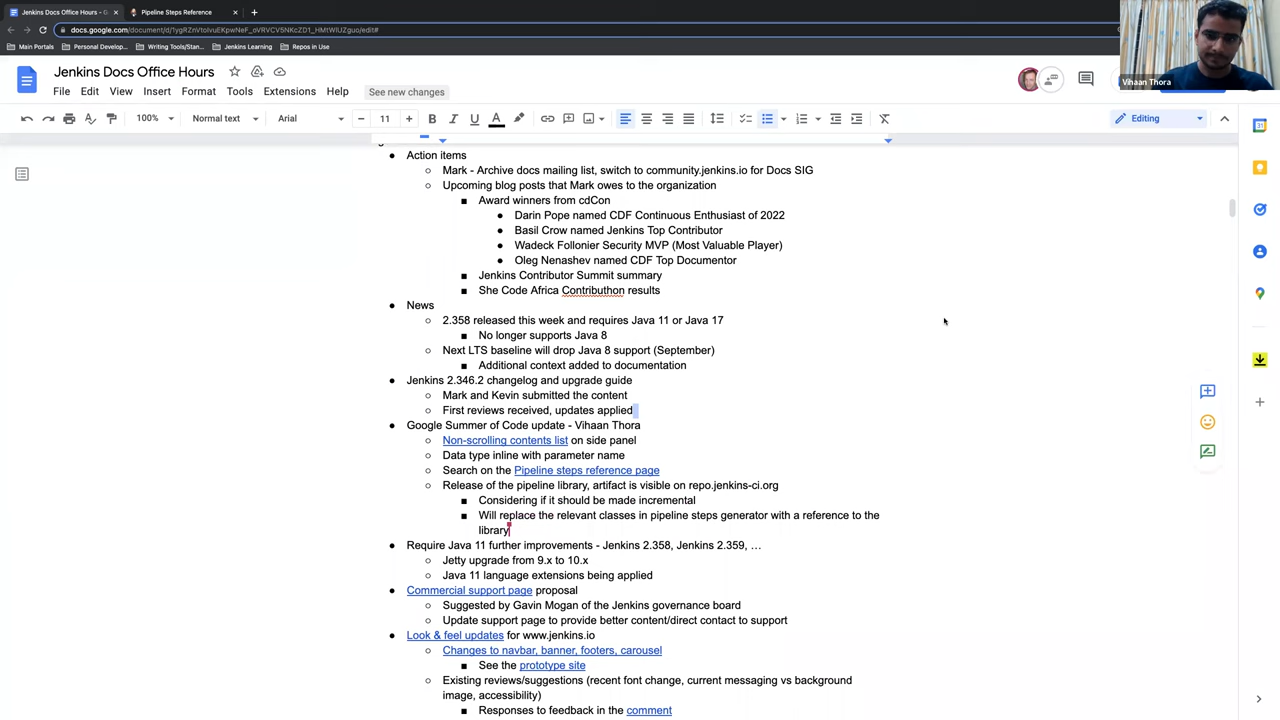 Jenkins Docs Office Hours - G
Pipeline Steps Reference
docs.google.com/document/d/1ygRZnVtoIvuEKpwNeF_oVRVCV5NKcZD1_HMtWIUZguo/edit#
Main Portals
Personal Develop...
Writing Tools/Stan...
Jenkins Learning
Repos in Use
Jenkins Docs Office Hours
File Edit View Insert Format Tools Extensions Help See new changes
100% Normal text Arial 11 Editing
Vihaan Thora
Action items
Mark - Archive docs mailing list, switch to community.jenkins.io for Docs SIG
Upcoming blog posts that Mark owes to the organization
Award winners from cdCon
Darin Pope named CDF Continuous Enthusiast of 2022
Basil Crow named Jenkins Top Contributor
Wadeck Follonier Security MVP (Most Valuable Player)
Oleg Nenashev named CDF Top Documentor
Jenkins Contributor Summit summary
She Code Africa Contributhon results
News
2.358 released this week and requires Java 11 or Java 17
No longer supports Java 8
Next LTS baseline will drop Java 8 support (September)
Additional context added to documentation
Jenkins 2.346.2 changelog and upgrade guide
Mark and Kevin submitted the content
First reviews received, updates applied
Google Summer of Code update - Vihaan Thora
Non-scrolling contents list on side panel
Data type inline with parameter name
Search on the Pipeline steps reference page
Release of the pipeline library, artifact is visible on repo.jenkins-ci.org
Considering if it should be made incremental
Will replace the relevant classes in pipeline steps generator with a reference to the
library
Require Java 11 further improvements - Jenkins 2.358, Jenkins 2.359, …
Jetty upgrade from 9.x to 10.x
Java 11 language extensions being applied
Commercial support page proposal
Suggested by Gavin Mogan of the Jenkins governance board
Update support page to provide better content/direct contact to support
Look & feel updates for www.jenkins.io
Changes to navbar, banner, footers, carousel
See the prototype site
Existing reviews/suggestions (recent font change, current messaging vs background
image, accessibility)
Responses to feedback in the comment